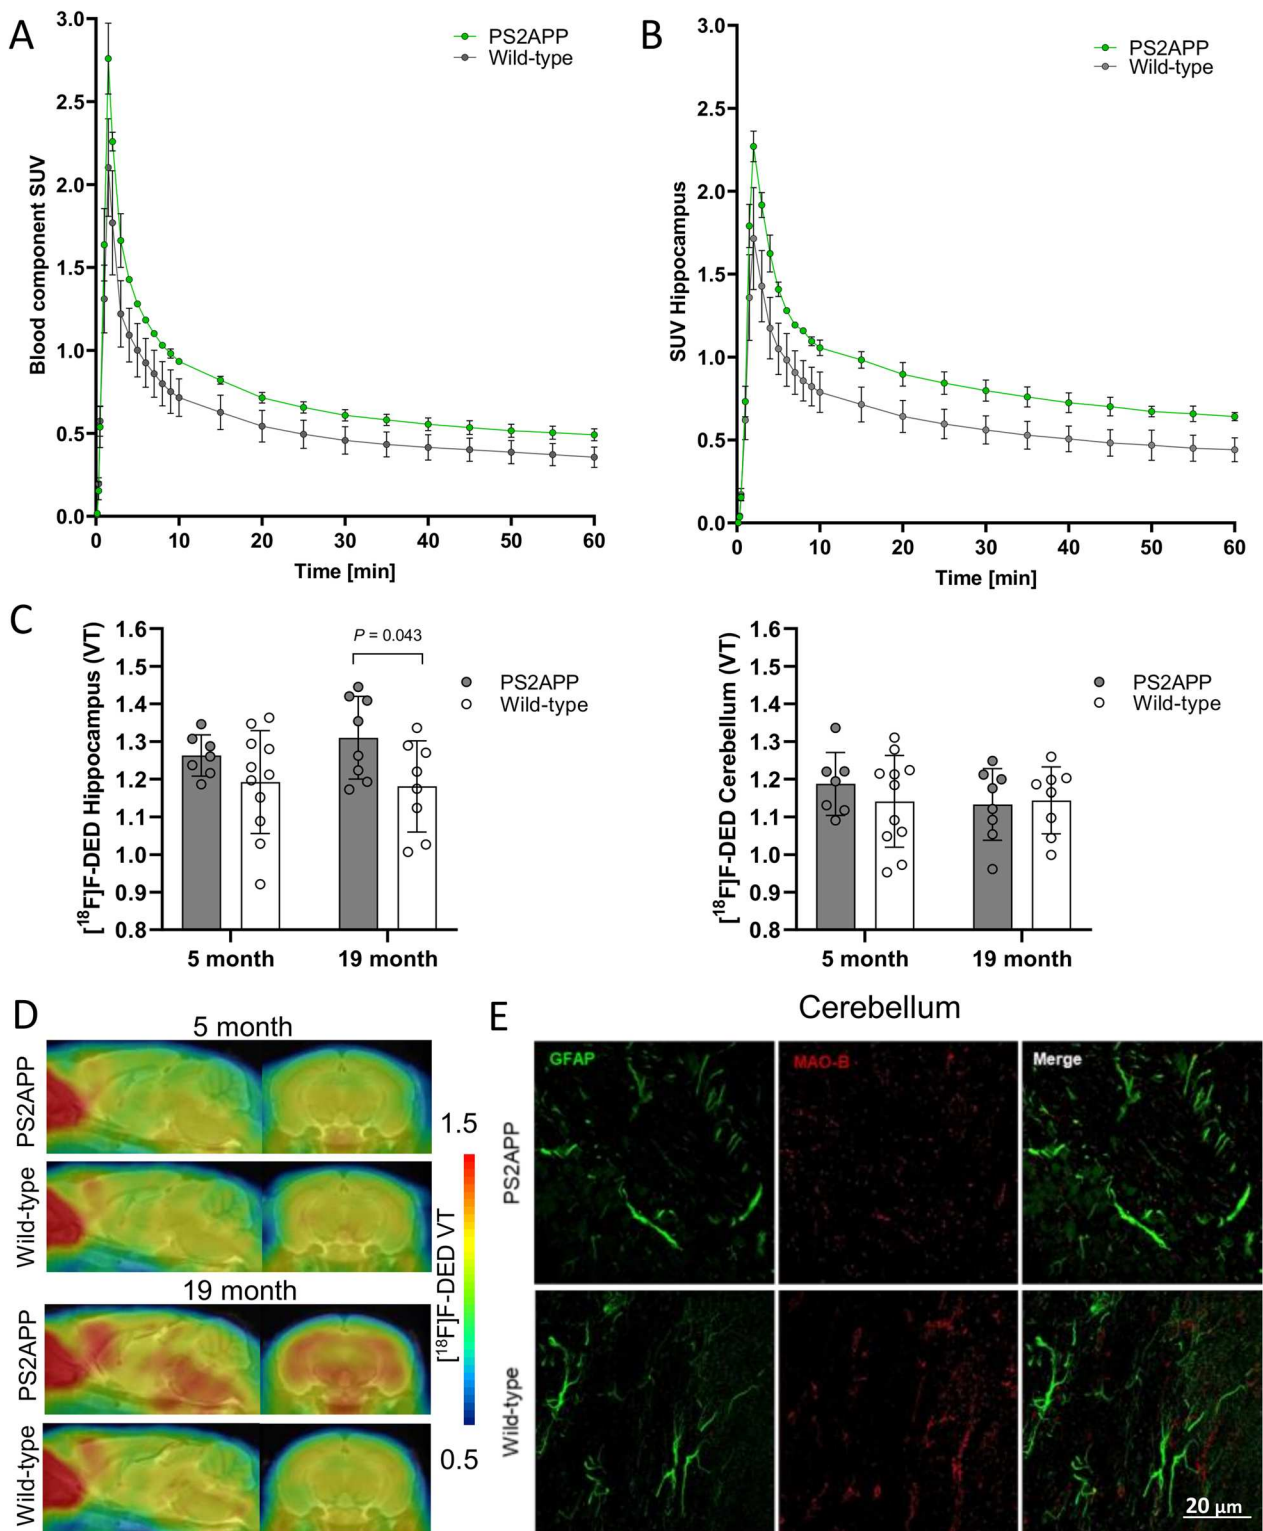 A
3.0
2.5
2.0
1.5
1.0
0.5
0.0
Blood component SUV
PS2APP
Wild-type
0 10 20 30 40 50 60
Time [min]
B
3.0
2.5
2.0
1.5
1.0
0.5
0.0
SUV Hippocampus
PS2APP
Wild-type
0 10 20 30 40 50 60
Time [min]
C
1.6
1.5
1.4
1.3
1.2
1.1
1.0
0.9
0.8
[¹⁸F]F-DED Hippocampus (VT)
P = 0.043
PS2APP
Wild-type
5 month 19 month
1.6
1.5
1.4
1.3
1.2
1.1
1.0
0.9
0.8
[¹⁸F]F-DED Cerebellum (VT)
PS2APP
Wild-type
5 month 19 month
D
5 month
PS2APP
Wild-type
19 month
PS2APP
Wild-type
1.5
[¹⁸F]F-DED VT
0.5
E
Cerebellum
GFAP MAO-B Merge
PS2APP
Wild-type
20 µm